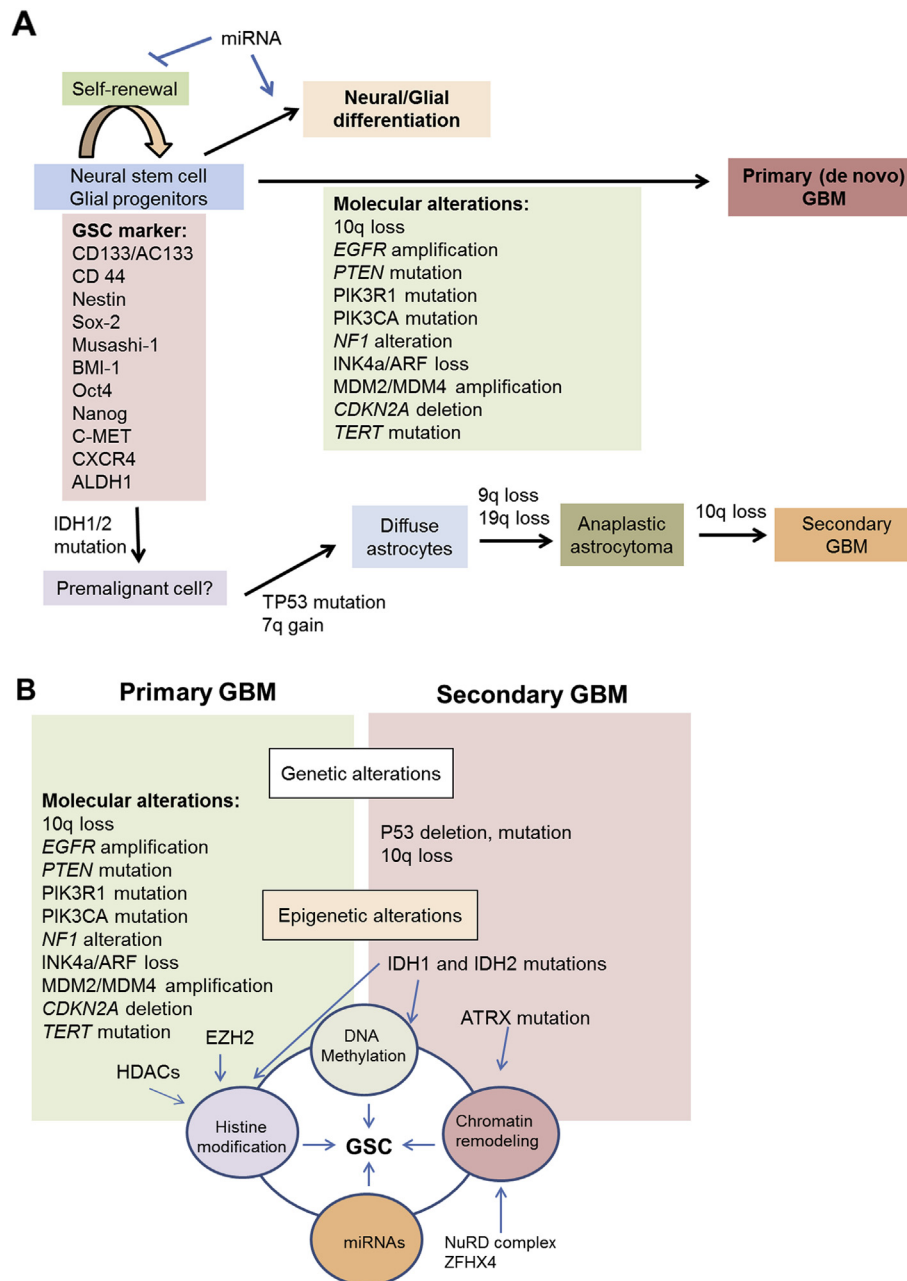 A
miRNA
Self-renewal
Neural/Glial
differentiation
Neural stem cell
Glial progenitors
Primary (de novo)
GBM
GSC marker:
CD133/AC133
CD 44
Nestin
Sox-2
Musashi-1
BMI-1
Oct4
Nanog
C-MET
CXCR4
ALDH1
Molecular alterations:
10q loss
EGFR amplification
PTEN mutation
PIK3R1 mutation
PIK3CA mutation
NF1 alteration
INK4a/ARF loss
MDM2/MDM4 amplification
CDKN2A deletion
TERT mutation
IDH1/2
mutation
Premalignant cell?
TP53 mutation
7q gain
Diffuse
astrocytes
9q loss
19q loss
Anaplastic
astrocytoma
10q loss
Secondary
GBM
B
Primary GBM
Secondary GBM
Genetic alterations
Molecular alterations:
10q loss
EGFR amplification
PTEN mutation
PIK3R1 mutation
PIK3CA mutation
NF1 alteration
INK4a/ARF loss
MDM2/MDM4 amplification
CDKN2A deletion
TERT mutation
P53 deletion, mutation
10q loss
Epigenetic alterations
IDH1 and IDH2 mutations
ATRX mutation
EZH2
HDACs
DNA
Methylation
Histine
modification
GSC
Chromatin
remodeling
miRNAs
NuRD complex
ZFHX4